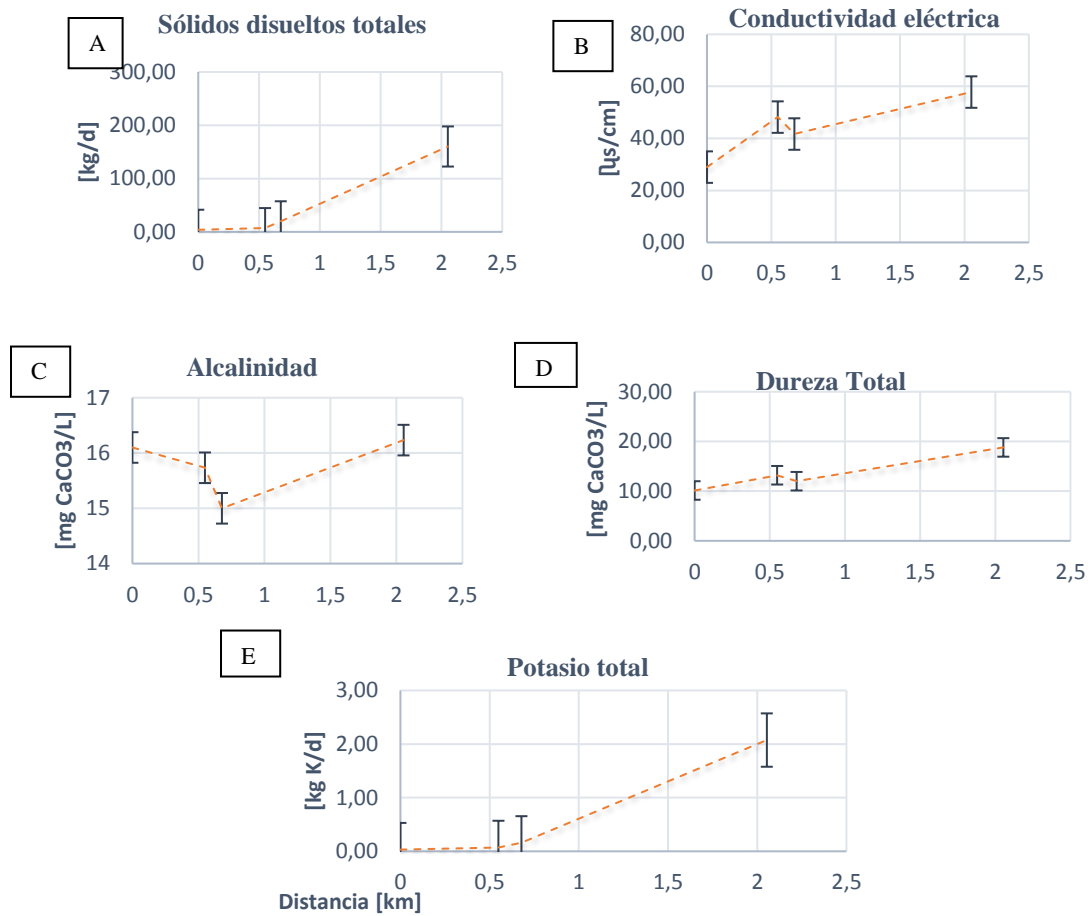 A
Sólidos disueltos totales
[kg/d]
300,00
200,00
100,00
0,00
0 0,5 1 1,5 2 2,5
B
Conductividad eléctrica
[ɥs/cm]
80,00
60,00
40,00
20,00
0,00
0 0,5 1 1,5 2 2,5
C
Alcalinidad
[mg CaCO3/L]
17
16
15
14
0 0,5 1 1,5 2 2,5
D
Dureza Total
[mg CaCO3/L]
30,00
20,00
10,00
0,00
0 0,5 1 1,5 2 2,5
E
Potasio total
[kg K/d]
3,00
2,00
1,00
0,00
0 0,5 1 1,5 2 2,5
Distancia [km]